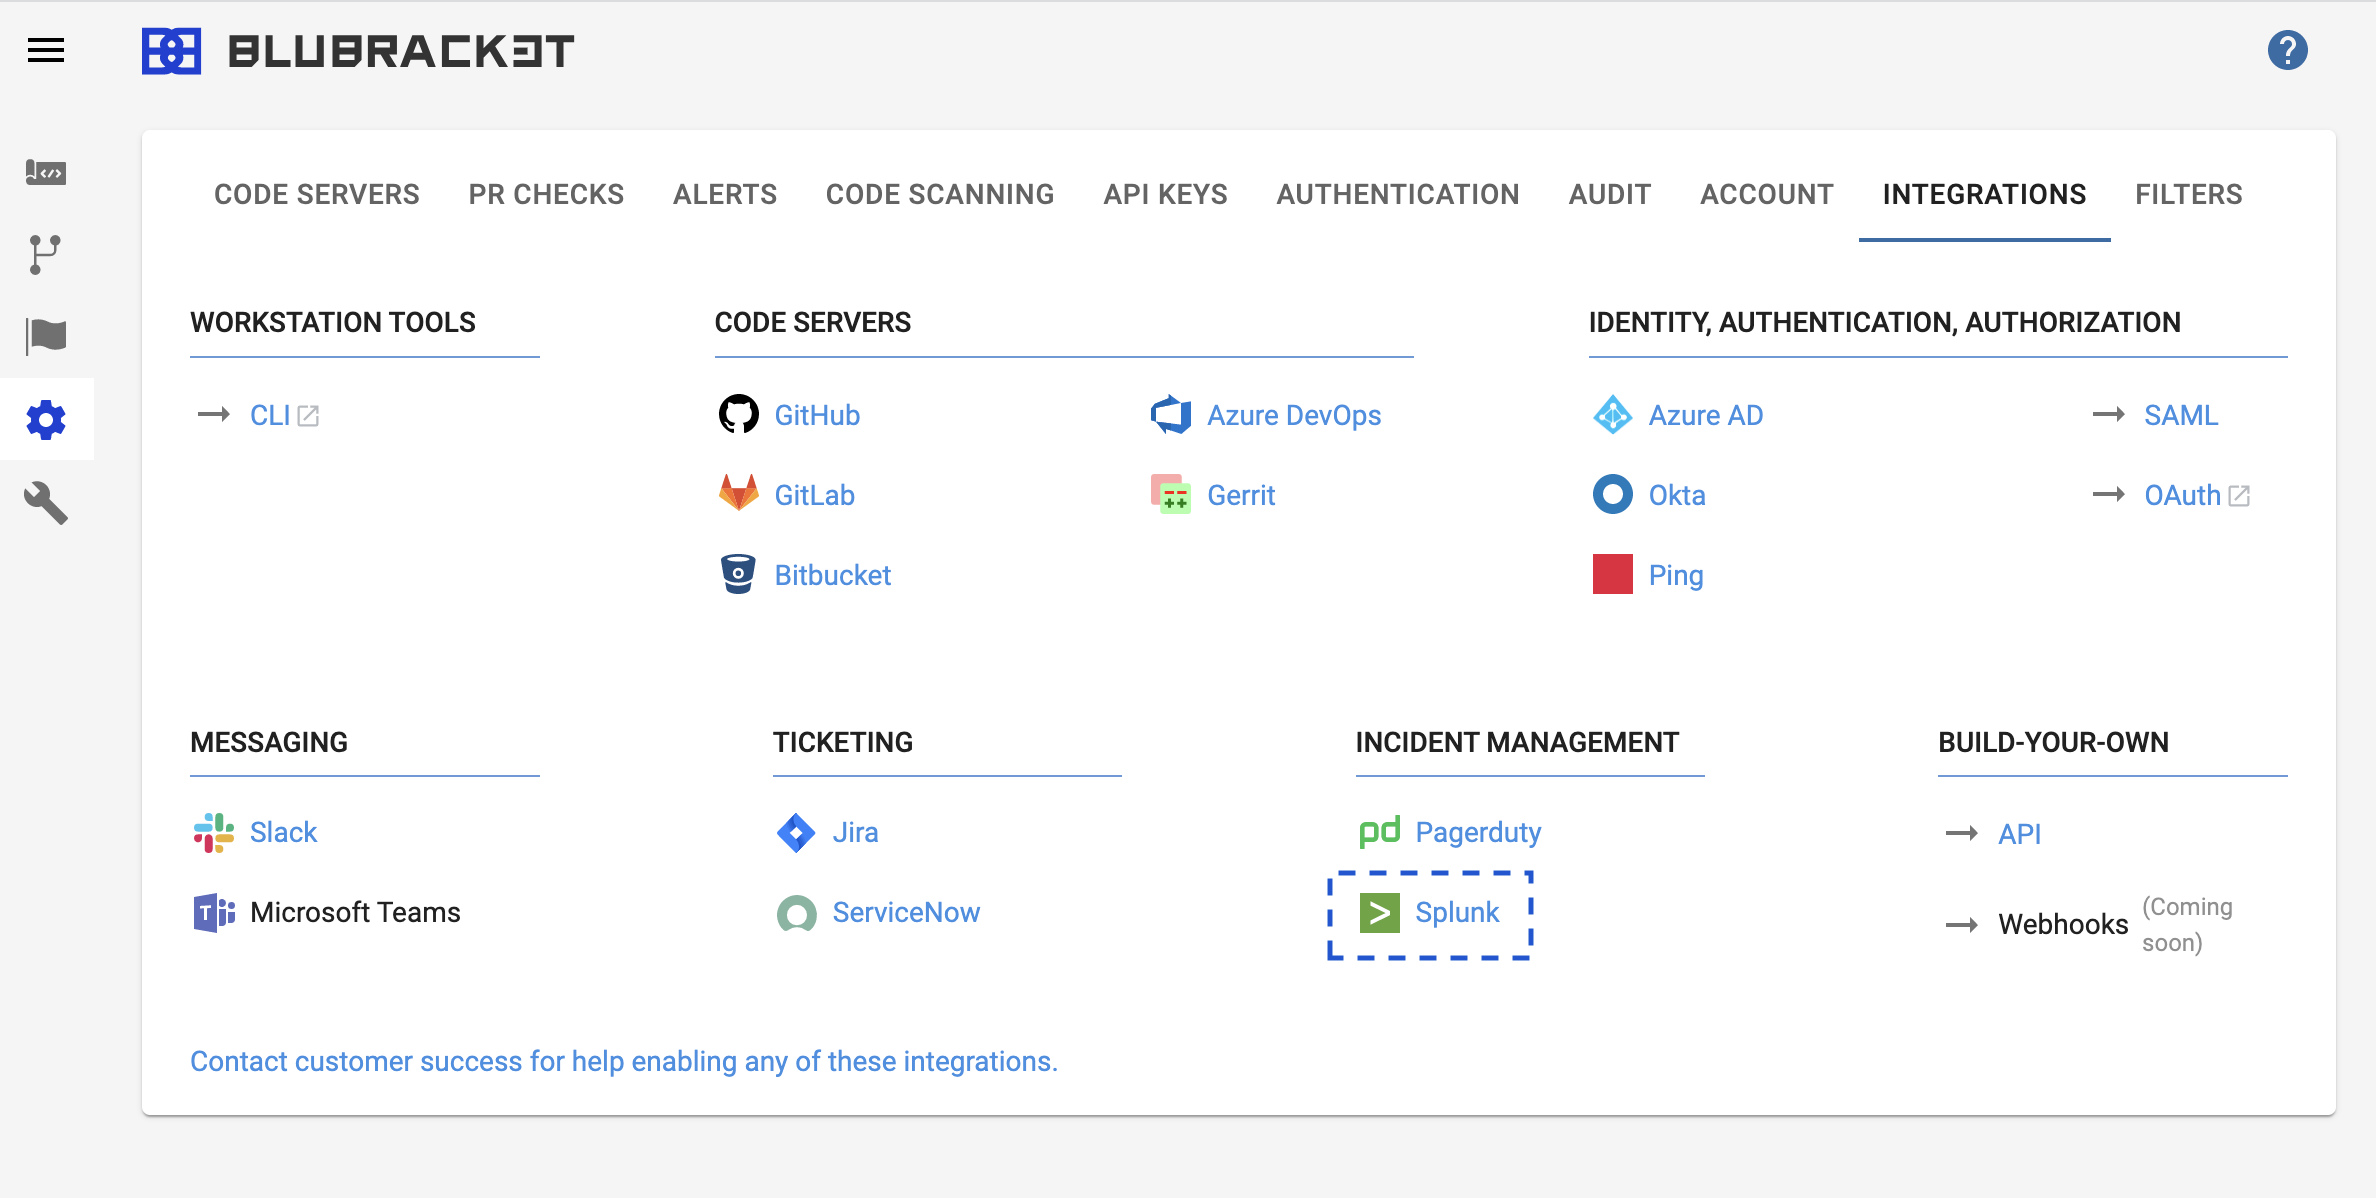 BLUBRACKET
?
CODE SERVERS PR CHECKS ALERTS CODE SCANNING API KEYS AUTHENTICATION AUDIT ACCOUNT INTEGRATIONS FILTERS
WORKSTATION TOOLS
CLI
CODE SERVERS
GitHub
GitLab
Bitbucket
Azure DevOps
Gerrit
IDENTITY, AUTHENTICATION, AUTHORIZATION
Azure AD
Okta
Ping
SAML
OAuth
MESSAGING
Slack
Microsoft Teams
TICKETING
Jira
ServiceNow
INCIDENT MANAGEMENT
pd Pagerduty
Splunk
BUILD-YOUR-OWN
API
Webhooks (Coming
soon)
Contact customer success for help enabling any of these integrations.